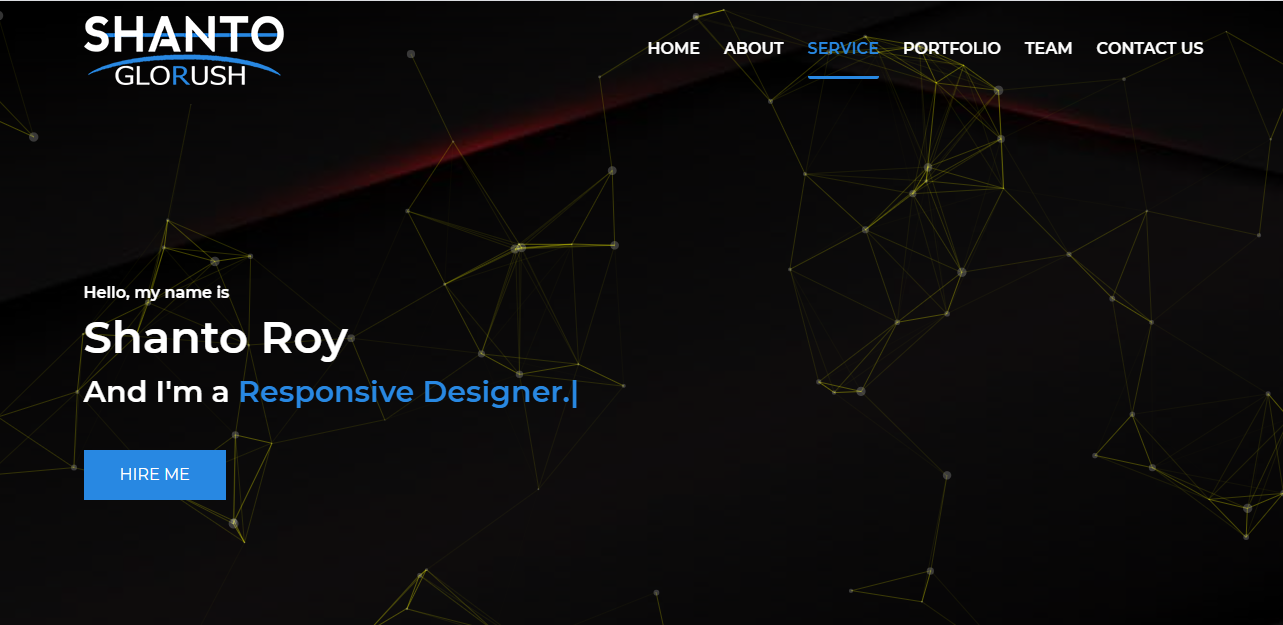 SHANTO
GLORUSH
HOME ABOUT SERVICE PORTFOLIO TEAM CONTACT US
Hello, my name is
Shanto Roy
And I'm a Responsive Designer.|
HIRE ME